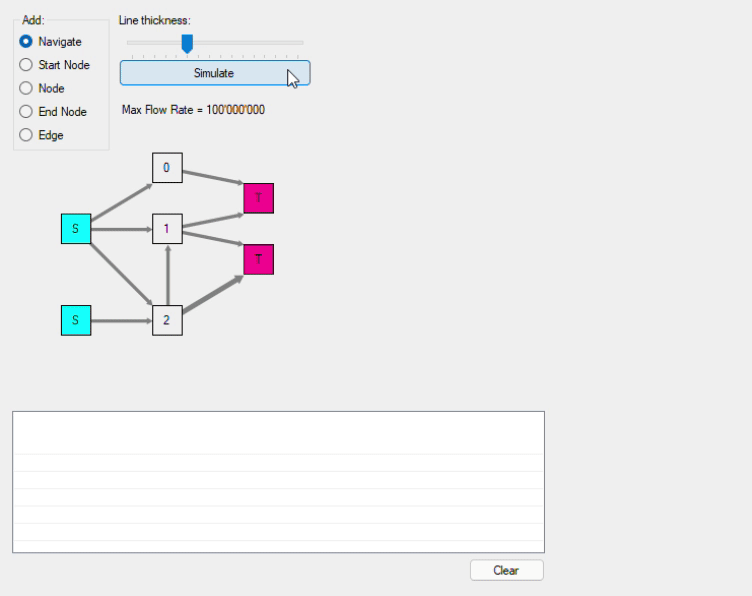 Add:
Line thickness:
Navigate
Start Node
Simulate
Node
End Node
Max Flow Rate = 100'000'000
Edge
0
T
S
1
T
S
2
Clear